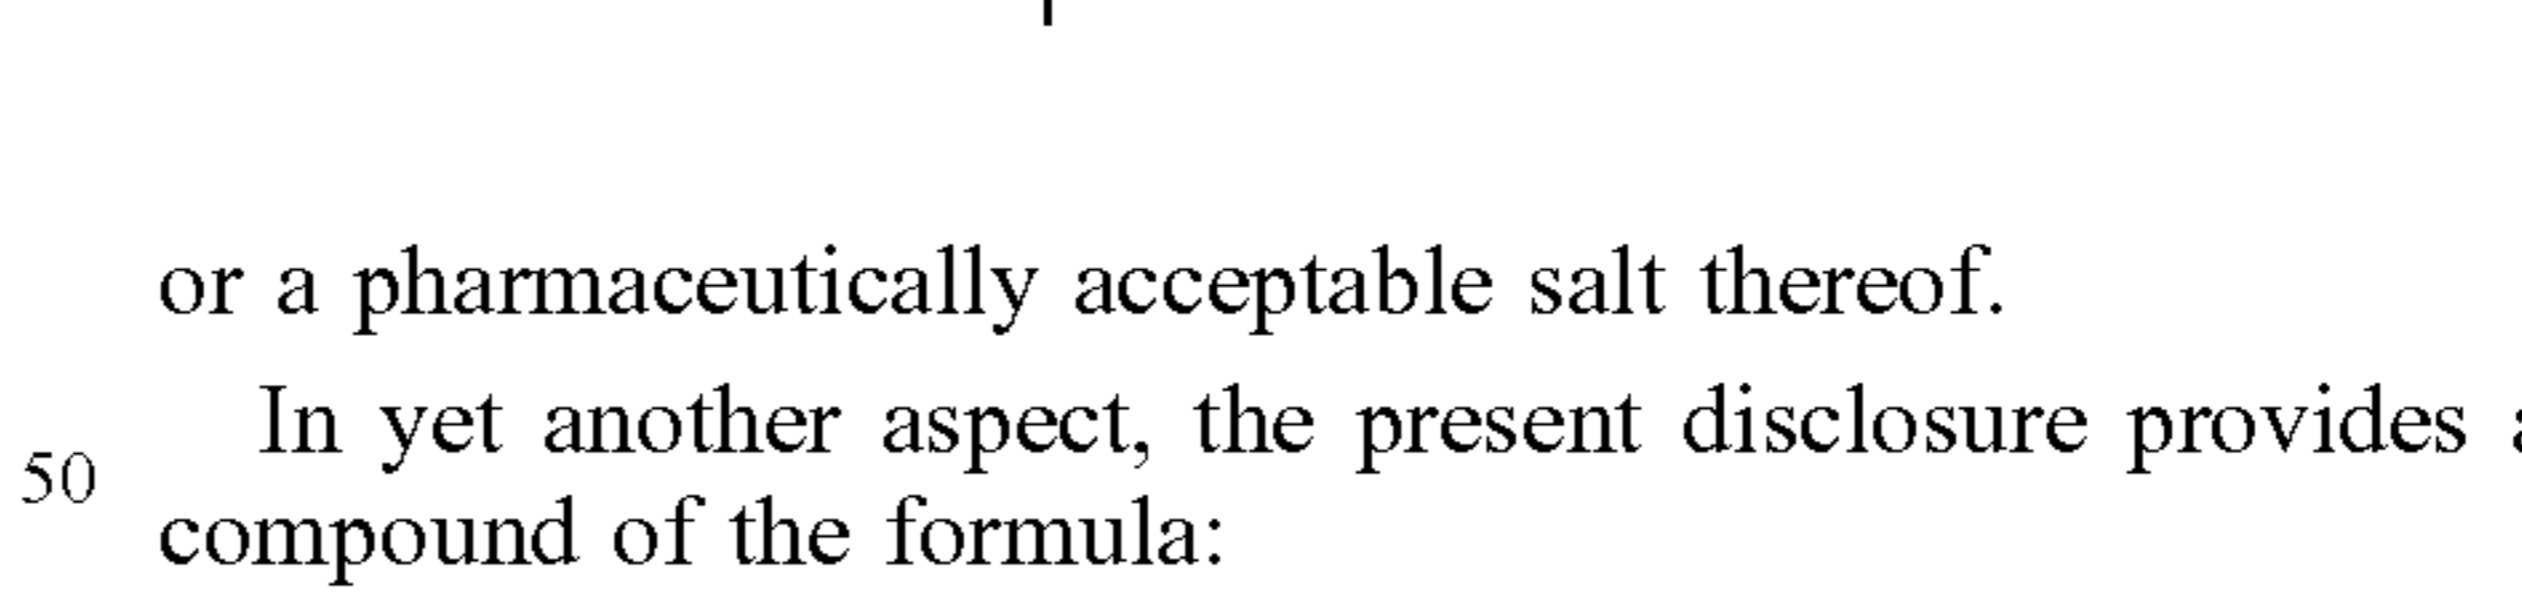 or a pharmaceutically acceptable salt thereof.
In yet another aspect, the present disclosure provides a
50
compound of the formula: